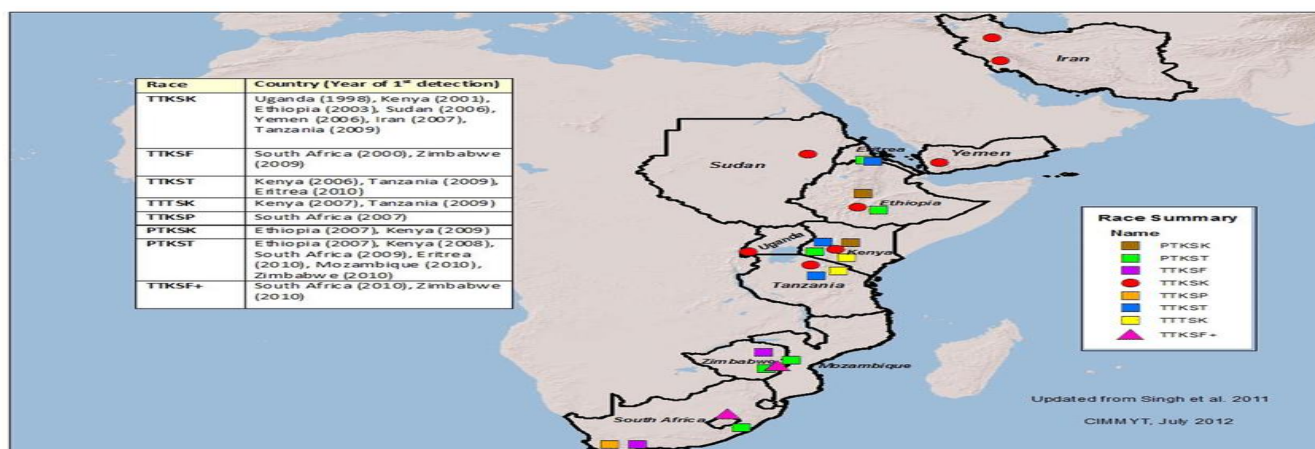 Race Country (Year of 1st detection)
TTKSK Uganda (1998), Kenya (2001),
Ethiopia (2003), Sudan (2006),
Yemen (2006), Iran (2007),
Tanzania (2009)
TTKSF South Africa (2000), Zimbabwe
(2009)
TTKST Kenya (2006), Tanzania (2009),
Eritrea (2010)
TTTSK Kenya (2007), Tanzania (2009)
TTKSP South Africa (2007)
PTKSK Ethiopia (2007), Kenya (2009)
PTKST Ethiopia (2007), Kenya (2008),
South Africa (2009), Eritrea
(2010), Mozambique (2010),
Zimbabwe (2010)
TTKSF+ South Africa (2010), Zimbabwe
(2010)
Iran
Eritrea
Yemen
Sudan
Ethiopia
Uganda
Kenya
Tanzania
Zimbabwe
Mozambique
South Africa
Race Summary
Name
PTKSK
PTKST
TTKSF
TTKSK
TTKSP
TTKST
TTTSK
TTKSF+
Updated from Singh et al. 2011
CIMMYT, July 2012